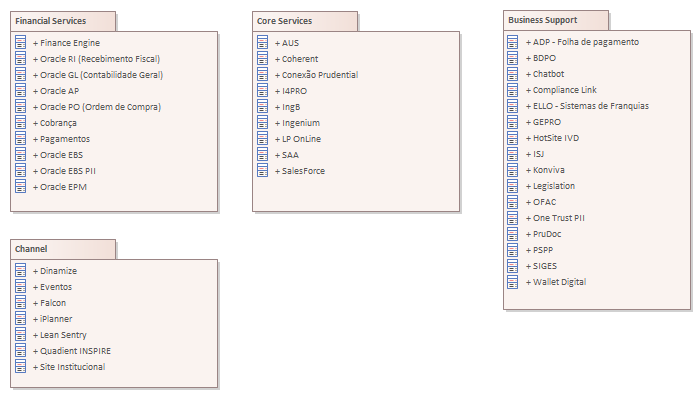 Financial Services
+ Finance Engine
+ Oracle RI (Recebimento Fiscal)
+ Oracle GL (Contabilidade Geral)
+ Oracle AP
+ Oracle PO (Ordem de Compra)
+ Cobrança
+ Pagamentos
+ Oracle EBS
+ Oracle EBS PII
+ Oracle EPM
Core Services
+ AUS
+ Coherent
+ Conexão Prudential
+ I4PRO
+ IngB
+ Ingenium
+ LP OnLine
+ SAA
+ SalesForce
Business Support
+ ADP - Folha de pagamento
+ BDPO
+ Chatbot
+ Compliance Link
+ ELLO - Sistemas de Franquias
+ GEPRO
+ HotSite IVD
+ ISJ
+ Konviva
+ Legislation
+ OFAC
+ One Trust PII
+ PruDoc
+ PSPP
+ SIGES
+ Wallet Digital
Channel
+ Dinamize
+ Eventos
+ Falcon
+ iPlanner
+ Lean Sentry
+ Quadient INSPIRE
+ Site Institucional